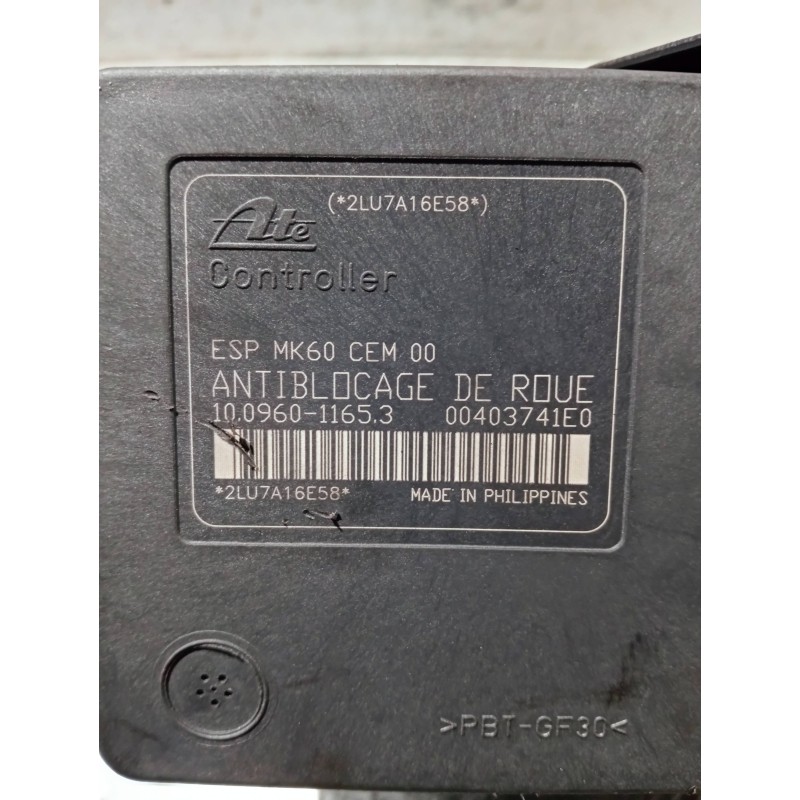 (*2LU7A16E58*)
Ate
Controller
ESP MK60 CEM 00
ANTIBLOCAGE DE ROUE
10.0960-1165.3 00403741E0
*2LU7A16E58* MADE IN PHILIPPINES
>PBT-GF30<